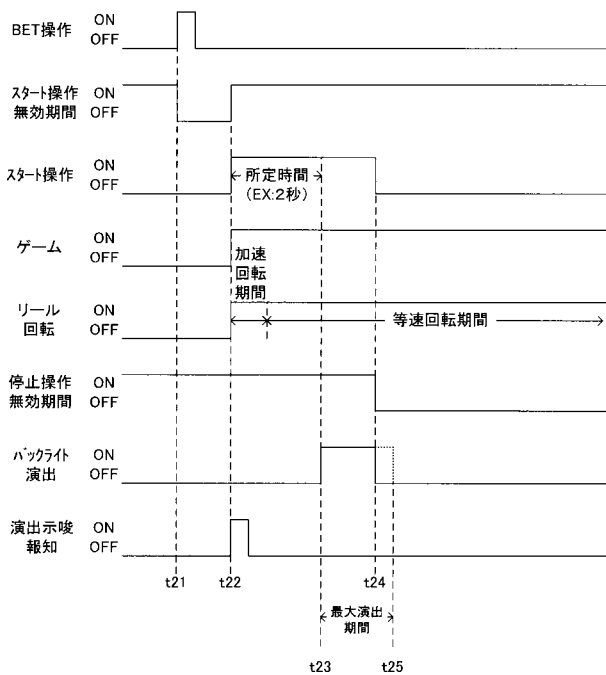 BET操作 ON
OFF
スタート操作 ON
無効期間 OFF
スタート操作 ON
OFF
所定時間
(EX:2秒)
ゲーム ON
OFF
加速
回転
期間
リール ON
回転 OFF
等速回転期間
停止操作 ON
無効期間 OFF
バックライト ON
演出 OFF
演出示唆 ON
報知 OFF
t21 t22 t24
最大演出
期間
t23 t25